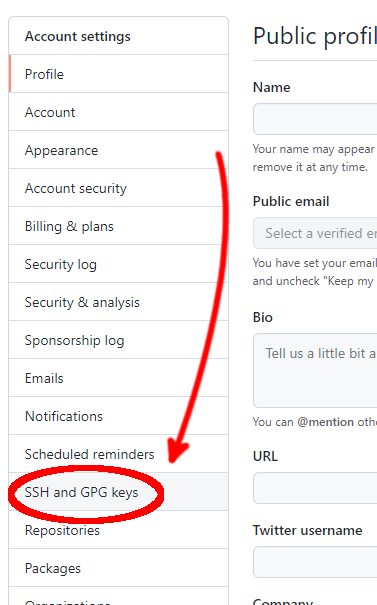 Account settings
Profile
Account
Appearance
Account security
Billing & plans
Security log
Security & analysis
Sponsorship log
Emails
Notifications
Scheduled reminders
SSH and GPG keys
Repositories
Packages
Public profil
Name
Your name may appear
remove it at any time.
Public email
Select a verified
You have set your email
and uncheck "Keep my
Bio
Tell us a little bit a
You can @mention
URL
Twitter username